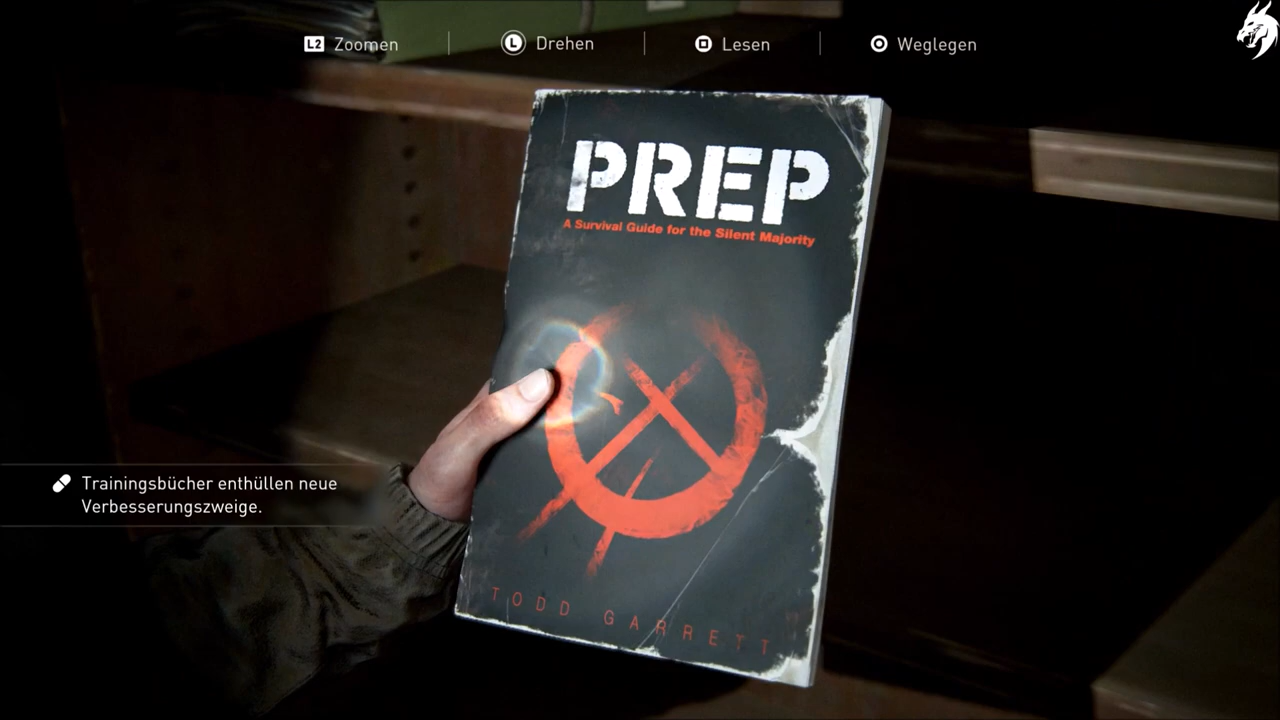 L2 Zoomen L Drehen Lesen Weglegen
PREP
A Survival Guide for the Silent Majority
Trainingsbücher enthüllen neue
Verbesserungszweige.
TODD GARRETT